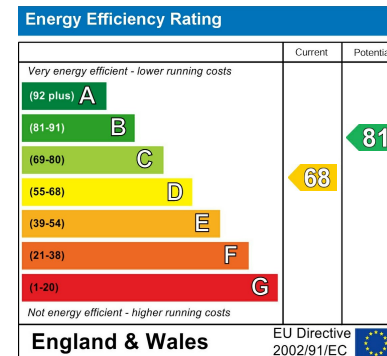 Energy Efficiency Rating
Current Potentia
Very energy efficient - lower running costs
(92 plus) A
(81-91) B
(69-80) C
(55-68) D
(39-54) E
(21-38) F
(1-20) G
68
81
Not energy efficient - higher running costs
England & Wales
EU Directive
2002/91/EC